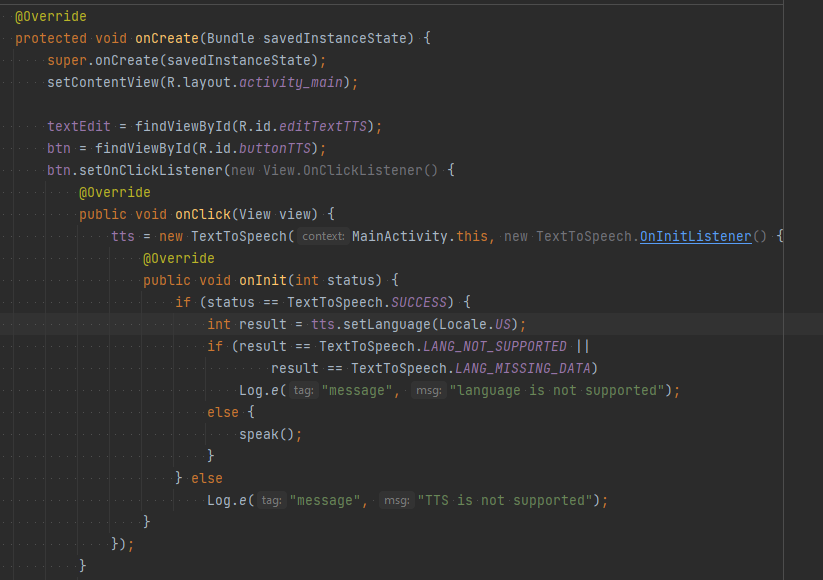 @Override
protected void onCreate(Bundle savedInstanceState) {
    super.onCreate(savedInstanceState);
    setContentView(R.layout.activity_main);

    textEdit = findViewById(R.id.editTextTTS);
    btn = findViewById(R.id.buttonTTS);
    btn.setOnClickListener(new View.OnClickListener() {
        @Override
        public void onClick(View view) {
            tts = new TextToSpeech( context: MainActivity.this, new TextToSpeech.OnInitListener() {
                @Override
                public void onInit(int status) {
                    if (status == TextToSpeech.SUCCESS) {
                        int result = tts.setLanguage(Locale.US);
                        if (result == TextToSpeech.LANG_NOT_SUPPORTED ||
                                result == TextToSpeech.LANG_MISSING_DATA)
                            Log.e( tag: "message", msg: "language is not supported");
                        else {
                            speak();
                        }
                    } else
                        Log.e( tag: "message", msg: "TTS is not supported");
                }
            });
        }